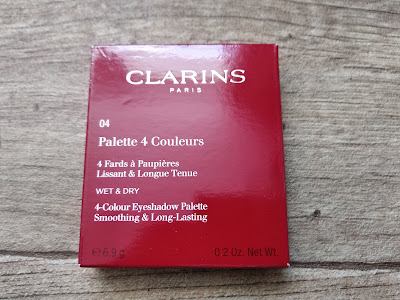 CLARINS
PARIS
04
Palette 4 Couleurs
4 Fards à Paupières
Lissant & Longue Tenue
WET & DRY
4-Colour Eyeshadow Palette
Smoothing & Long-Lasting
℮ 6,9 g 0.2 Oz. Net Wt.